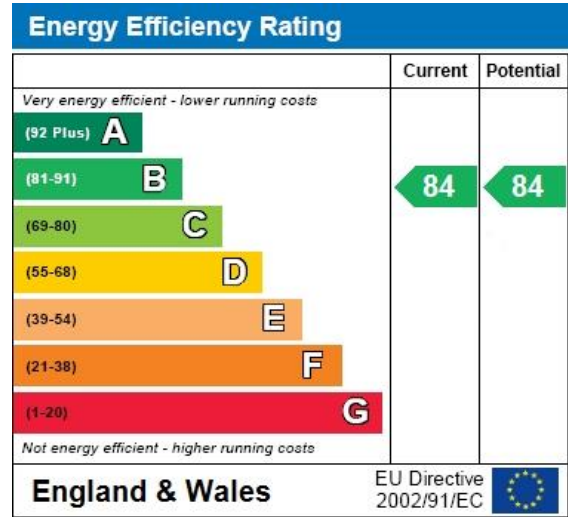 Energy Efficiency Rating
Current Potential
Very energy efficient - lower running costs
(92 Plus) A
(81-91) B
84 84
(69-80) C
(55-68) D
(39-54) E
(21-38) F
(1-20) G
Not energy efficient - higher running costs
England & Wales
EU Directive
2002/91/EC